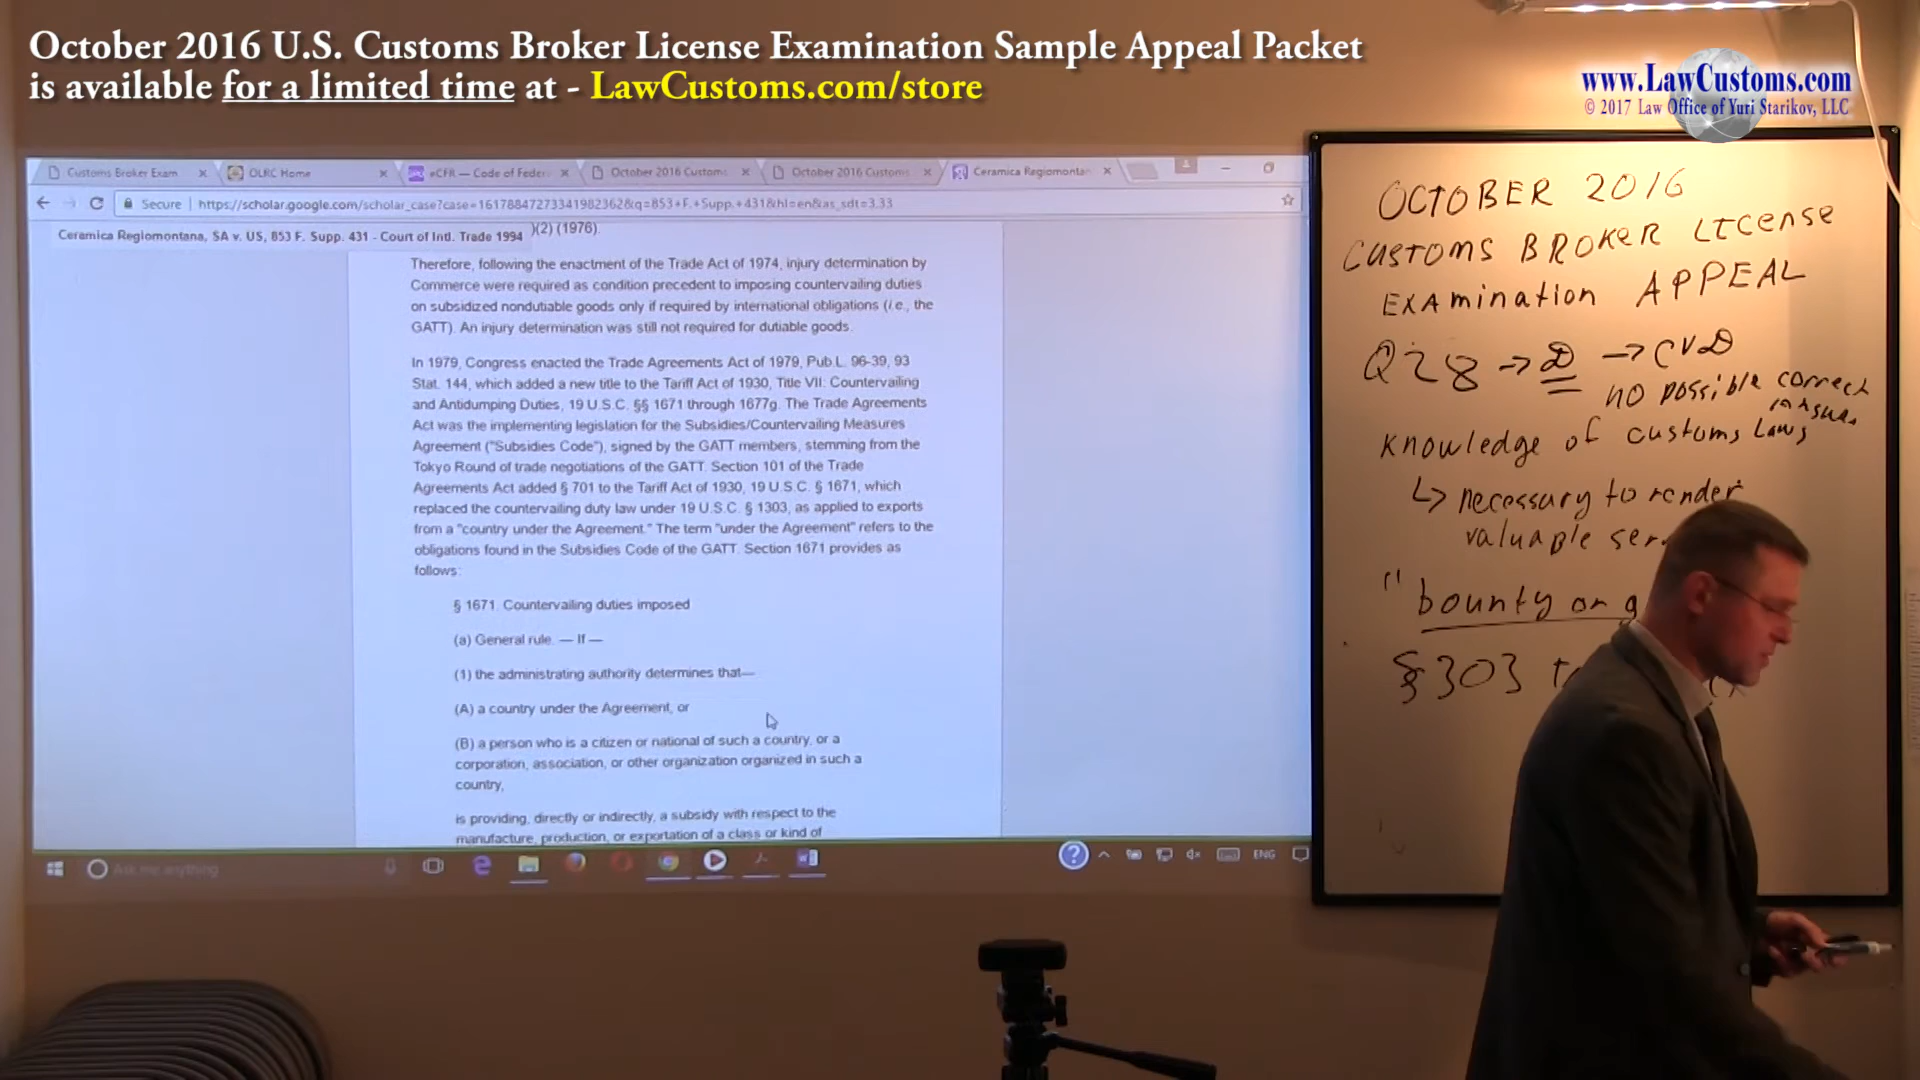 October 2016 U.S. Customs Broker License Examination Sample Appeal Packet
is available for a limited time at - LawCustoms.com/store
www.LawCustoms.com
© 2017 Law Office of Yuri Starikov, LLC
Customs Broker Exam
OLRC Home
eCFR — Code of Feder
October 2016 Customs
October 2016 Customs
Ceramica Regiomontan
Secure
https://scholar.google.com/scholar_case?case=16178847273341982362&q=853+F.+Supp.+431&hl=en&as_sdt=3,33
Ceramica Regiomontana, SA v. US, 853 F. Supp. 431 - Court of Intl. Trade 1994
)(2) (1976).
Therefore, following the enactment of the Trade Act of 1974, injury determination by
Commerce were required as condition precedent to imposing countervailing duties
on subsidized nondutiable goods only if required by international obligations (i.e., the
GATT). An injury determination was still not required for dutiable goods.
In 1979, Congress enacted the Trade Agreements Act of 1979, Pub.L. 96-39, 93
Stat. 144, which added a new title to the Tariff Act of 1930, Title VII: Countervailing
and Antidumping Duties, 19 U.S.C. §§ 1671 through 1677g. The Trade Agreements
Act was the implementing legislation for the Subsidies/Countervailing Measures
Agreement ("Subsidies Code"), signed by the GATT members, stemming from the
Tokyo Round of trade negotiations of the GATT. Section 101 of the Trade
Agreements Act added § 701 to the Tariff Act of 1930, 19 U.S.C. § 1671, which
replaced the countervailing duty law under 19 U.S.C. § 1303, as applied to exports
from a "country under the Agreement." The term "under the Agreement" refers to the
obligations found in the Subsidies Code of the GATT. Section 1671 provides as
follows:
§ 1671. Countervailing duties imposed
(a) General rule. — If —
(1) the administrating authority determines that—
(A) a country under the Agreement, or
(B) a person who is a citizen or national of such a country, or a
corporation, association, or other organization organized in such a
country,
is providing, directly or indirectly, a subsidy with respect to the
manufacture, production, or exportation of a class or kind of
Ask me anything
ENG
OCTOBER 2016
CUSTOMS BROKER LICENSE
EXAMINATION APPEAL
Q28 → D → CVD
NO possible correct
Knowledge of customs Laws
↳ necessary to render
valuable ser
"bounty or g
§303